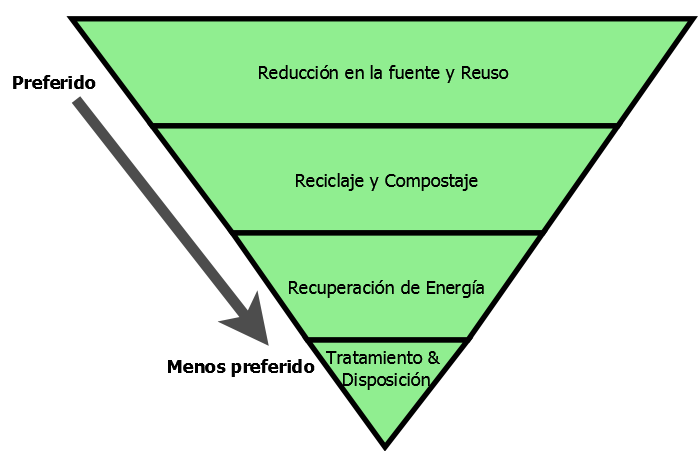 Reducción en la fuente y Reuso
Preferido
Reciclaje y Compostaje
Recuperación de Energía
Menos preferido
Tratamiento &
Disposición